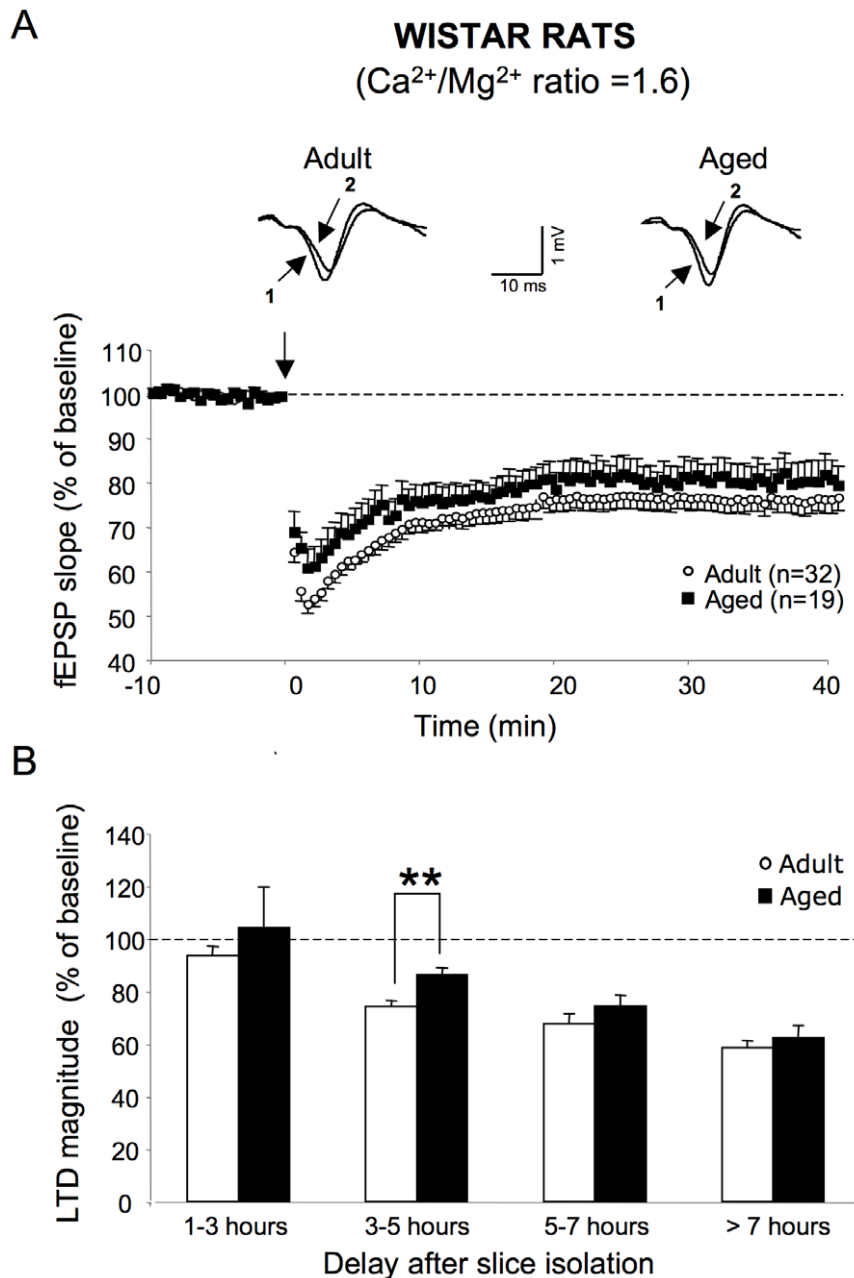 A
WISTAR RATS
(Ca²⁺/Mg²⁺ ratio =1.6)
Adult
Aged
2
2
1
1
1 mV
10 ms
fEPSP slope (% of baseline)
110
100
90
80
70
60
50
40
Adult (n=32)
Aged (n=19)
-10
0
10
20
30
40
Time (min)
B
LTD magnitude (% of baseline)
140
120
100
80
60
40
20
0
**
Adult
Aged
1-3 hours
3-5 hours
5-7 hours
> 7 hours
Delay after slice isolation